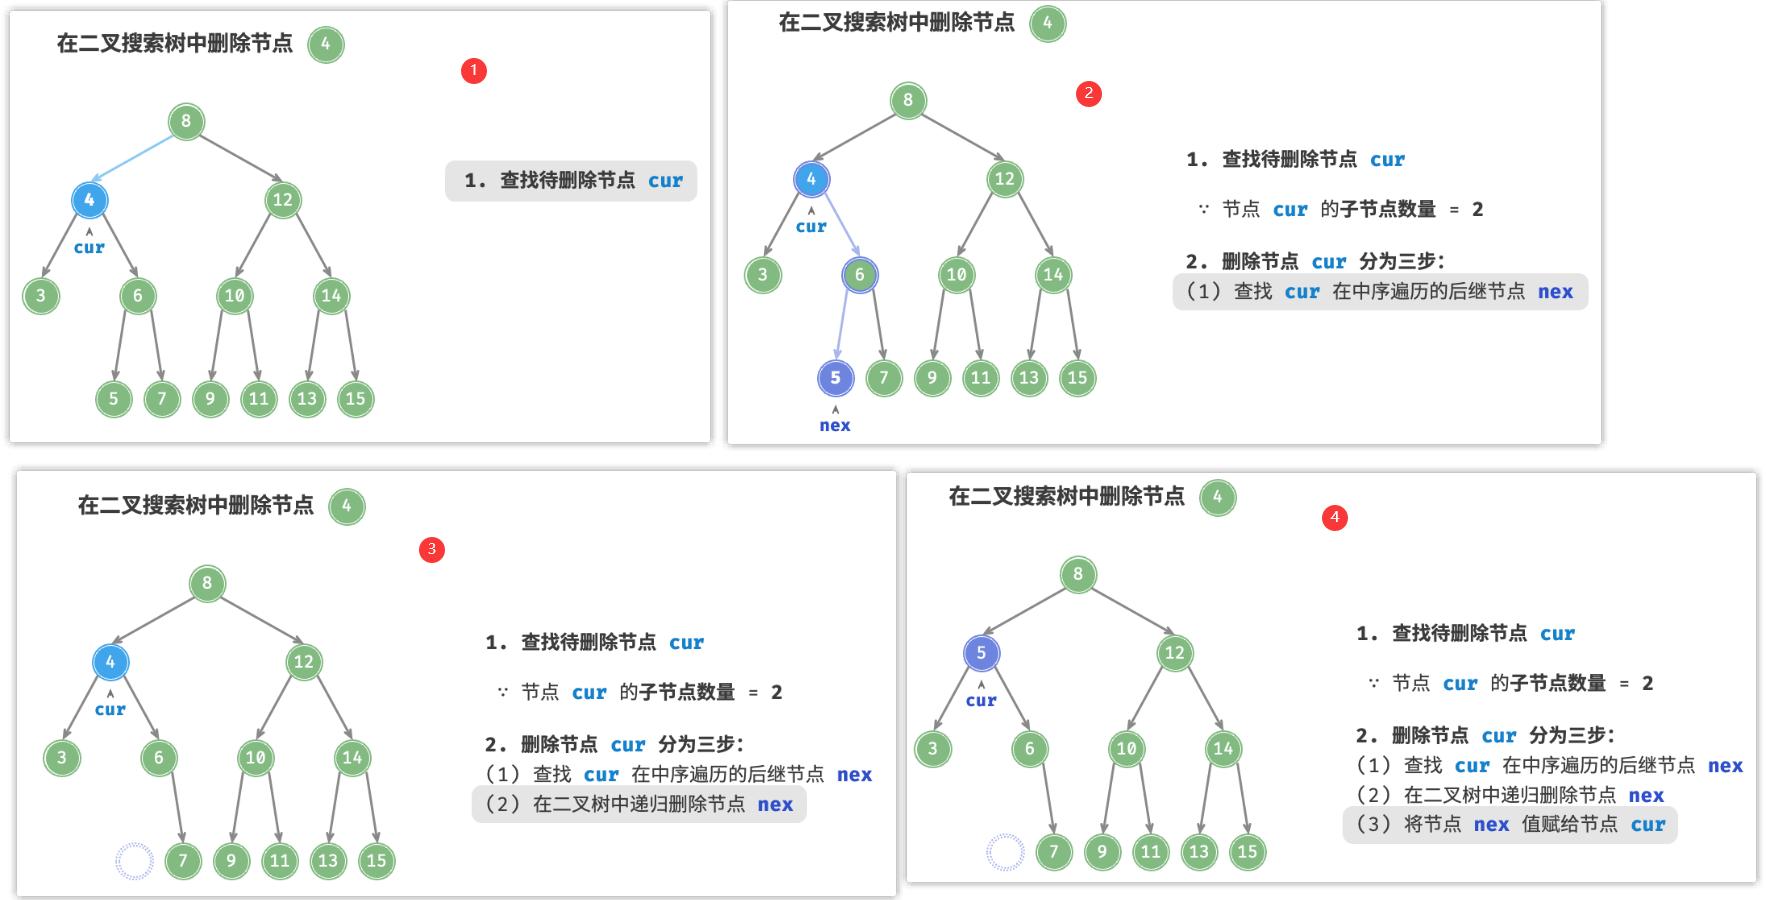 在二叉搜索树中删除节点 4
1
8
4 12
cur
3 6 10 14
5 7 9 11 13 15
1. 查找待删除节点 cur
在二叉搜索树中删除节点 4
2
8
4 12
cur
3 6 10 14
5 7 9 11 13 15
nex
1. 查找待删除节点 cur
∵ 节点 cur 的子节点数量 = 2
2. 删除节点 cur 分为三步：
(1) 查找 cur 在中序遍历的后继节点 nex
在二叉搜索树中删除节点 4
3
8
4 12
cur
3 6 10 14
7 9 11 13 15
1. 查找待删除节点 cur
∵ 节点 cur 的子节点数量 = 2
2. 删除节点 cur 分为三步：
(1) 查找 cur 在中序遍历的后继节点 nex
(2) 在二叉树中递归删除节点 nex
在二叉搜索树中删除节点 4
4
8
5 12
cur
3 6 10 14
7 9 11 13 15
1. 查找待删除节点 cur
∵ 节点 cur 的子节点数量 = 2
2. 删除节点 cur 分为三步：
(1) 查找 cur 在中序遍历的后继节点 nex
(2) 在二叉树中递归删除节点 nex
(3) 将节点 nex 值赋给节点 cur